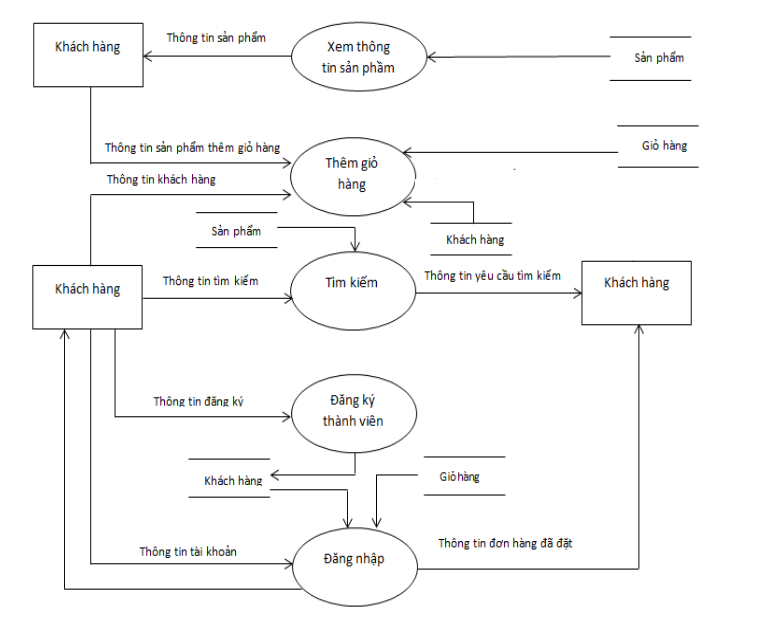 Khách hàng
Thông tin sản phẩm
Xem thông
tin sản phầm
Sản phẩm
Thông tin sản phẩm thêm giỏ hàng
Thêm giỏ
hàng
Giỏ hàng
Thông tin khách hàng
Sản phẩm
Khách hàng
Khách hàng
Thông tin tìm kiếm
Tìm kiếm
Thông tin yêu cầu tìm kiếm
Khách hàng
Thông tin đăng ký
Đăng ký
thành viên
Khách hàng
Giỏ hàng
Thông tin tài khoản
Đăng nhập
Thông tin đơn hàng đã đặt